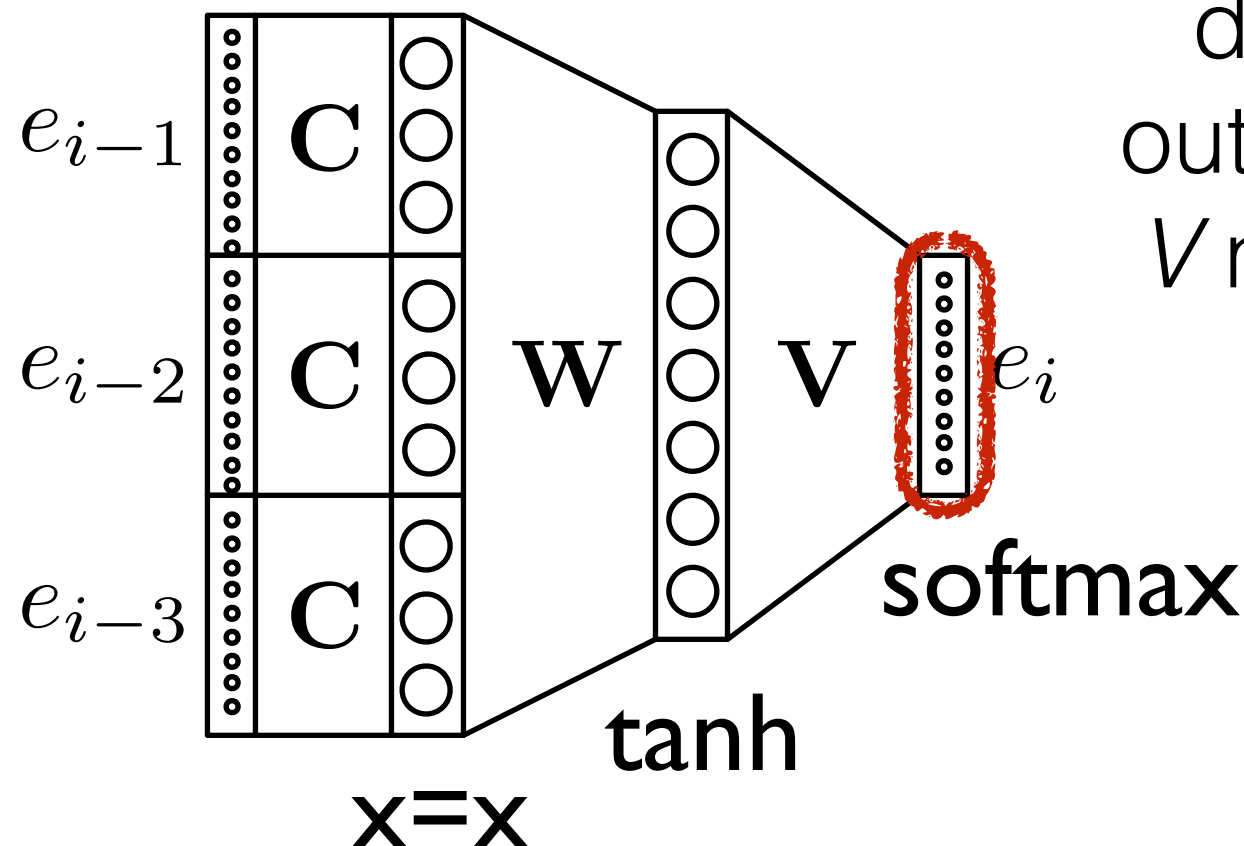 e_{i-1}
C
e_{i-2}
C
W
V
e_i
e_{i-3}
C
softmax
tanh
x=x
d
out
V